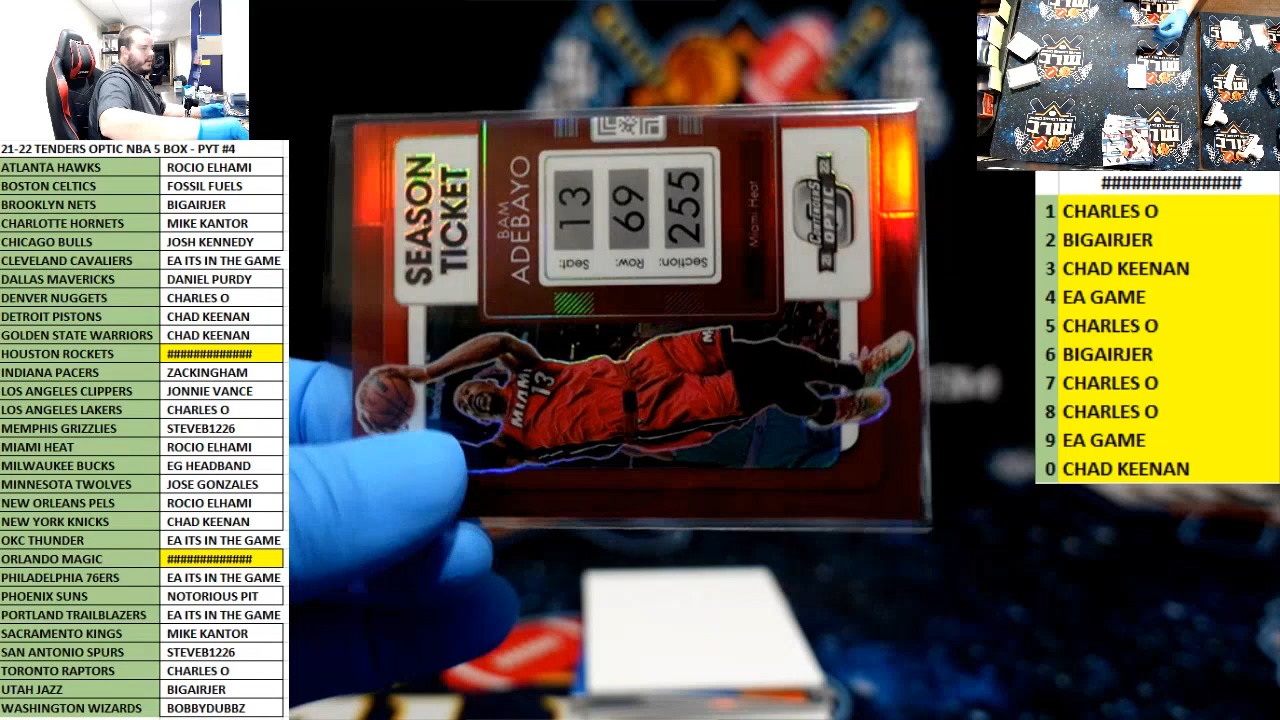 21-22 TENDERS OPTIC NBA 5 BOX - PYT #4
ATLANTA HAWKS ROCIO ELHAMI
BOSTON CELTICS FOSSIL FUELS
BROOKLYN NETS BIGAIRJER
CHARLOTTE HORNETS MIKE KANTOR
CHICAGO BULLS JOSH KENNEDY
CLEVELAND CAVALIERS EA ITS IN THE GAME
DALLAS MAVERICKS DANIEL PURDY
DENVER NUGGETS CHARLES O
DETROIT PISTONS CHAD KEENAN
GOLDEN STATE WARRIORS CHAD KEENAN
HOUSTON ROCKETS #############
INDIANA PACERS ZACKINGHAM
LOS ANGELES CLIPPERS JONNIE VANCE
LOS ANGELES LAKERS CHARLES O
MEMPHIS GRIZZLIES STEVEB1226
MIAMI HEAT ROCIO ELHAMI
MILWAUKEE BUCKS EG HEADBAND
MINNESOTA TWOLVES JOSE GONZALES
NEW ORLEANS PELS ROCIO ELHAMI
NEW YORK KNICKS CHAD KEENAN
OKC THUNDER EA ITS IN THE GAME
ORLANDO MAGIC #############
PHILADELPHIA 76ERS EA ITS IN THE GAME
PHOENIX SUNS NOTORIOUS PIT
PORTLAND TRAILBLAZERS EA ITS IN THE GAME
SACRAMENTO KINGS MIKE KANTOR
SAN ANTONIO SPURS STEVEB1226
TORONTO RAPTORS CHARLES O
UTAH JAZZ BIGAIRJER
WASHINGTON WIZARDS BOBBYDUBBZ
SEASON
TICKET
BAM
ADEBAYO
13
69
255
Seat:
Row:
Section:
Miami Heat
21 22
Contenders
OPTIC
MIAMI
13
MLC
MLC
MLC
MLC
##############
1 CHARLES O
2 BIGAIRJER
3 CHAD KEENAN
4 EA GAME
5 CHARLES O
6 BIGAIRJER
7 CHARLES O
8 CHARLES O
9 EA GAME
0 CHAD KEENAN